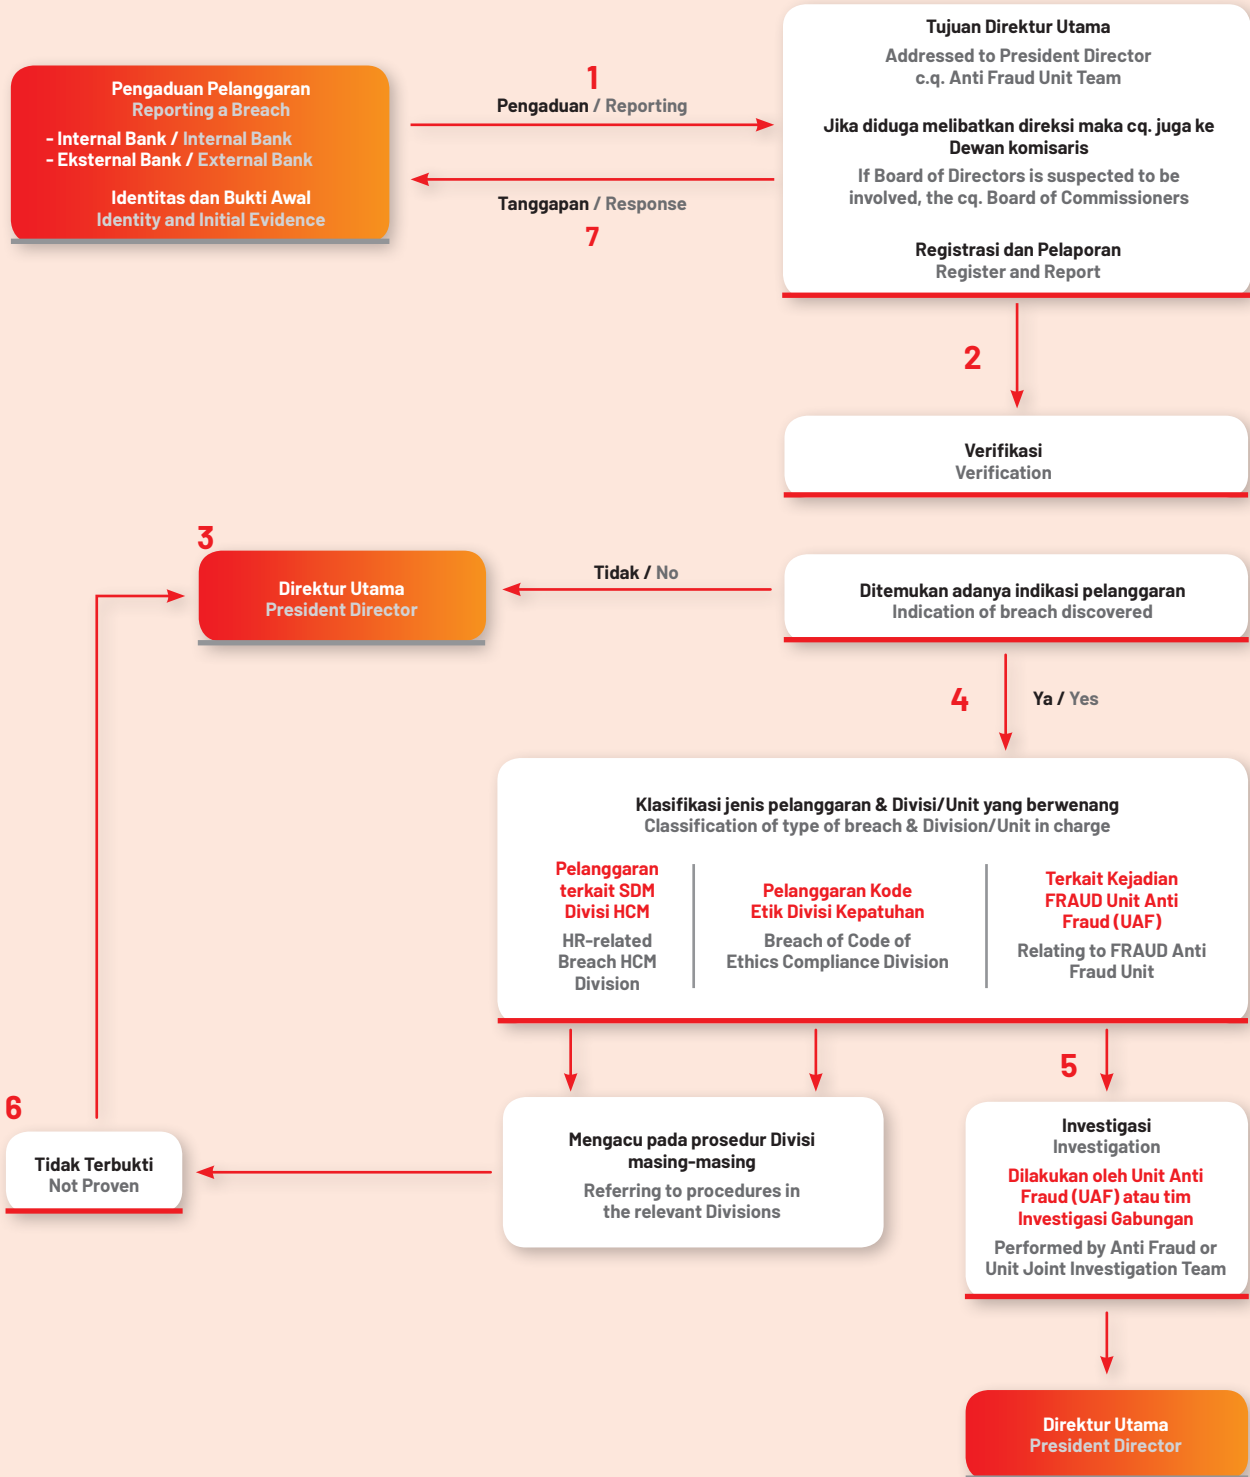 Pengaduan Pelanggaran
Reporting a Breach
- Internal Bank / Internal Bank
- Eksternal Bank / External Bank
Identitas dan Bukti Awal
Identity and Initial Evidence
1
Pengaduan / Reporting
Tanggapan / Response
7
Tujuan Direktur Utama
Addressed to President Director
c.q. Anti Fraud Unit Team
Jika diduga melibatkan direksi maka cq. juga ke
Dewan komisaris
If Board of Directors is suspected to be
involved, the cq. Board of Commissioners
Registrasi dan Pelaporan
Register and Report
2
Verifikasi
Verification
3
Direktur Utama
President Director
Tidak / No
Ditemukan adanya indikasi pelanggaran
Indication of breach discovered
4
Ya / Yes
Klasifikasi jenis pelanggaran & Divisi/Unit yang berwenang
Classification of type of breach & Division/Unit in charge
Pelanggaran
terkait SDM
Divisi HCM
HR-related
Breach HCM
Division
Pelanggaran Kode
Etik Divisi Kepatuhan
Breach of Code of
Ethics Compliance Division
Terkait Kejadian
FRAUD Unit Anti
Fraud (UAF)
Relating to FRAUD Anti
Fraud Unit
5
6
Tidak Terbukti
Not Proven
Mengacu pada prosedur Divisi
masing-masing
Referring to procedures in
the relevant Divisions
Investigasi
Investigation
Dilakukan oleh Unit Anti
Fraud (UAF) atau tim
Investigasi Gabungan
Performed by Anti Fraud or
Unit Joint Investigation Team
Direktur Utama
President Director